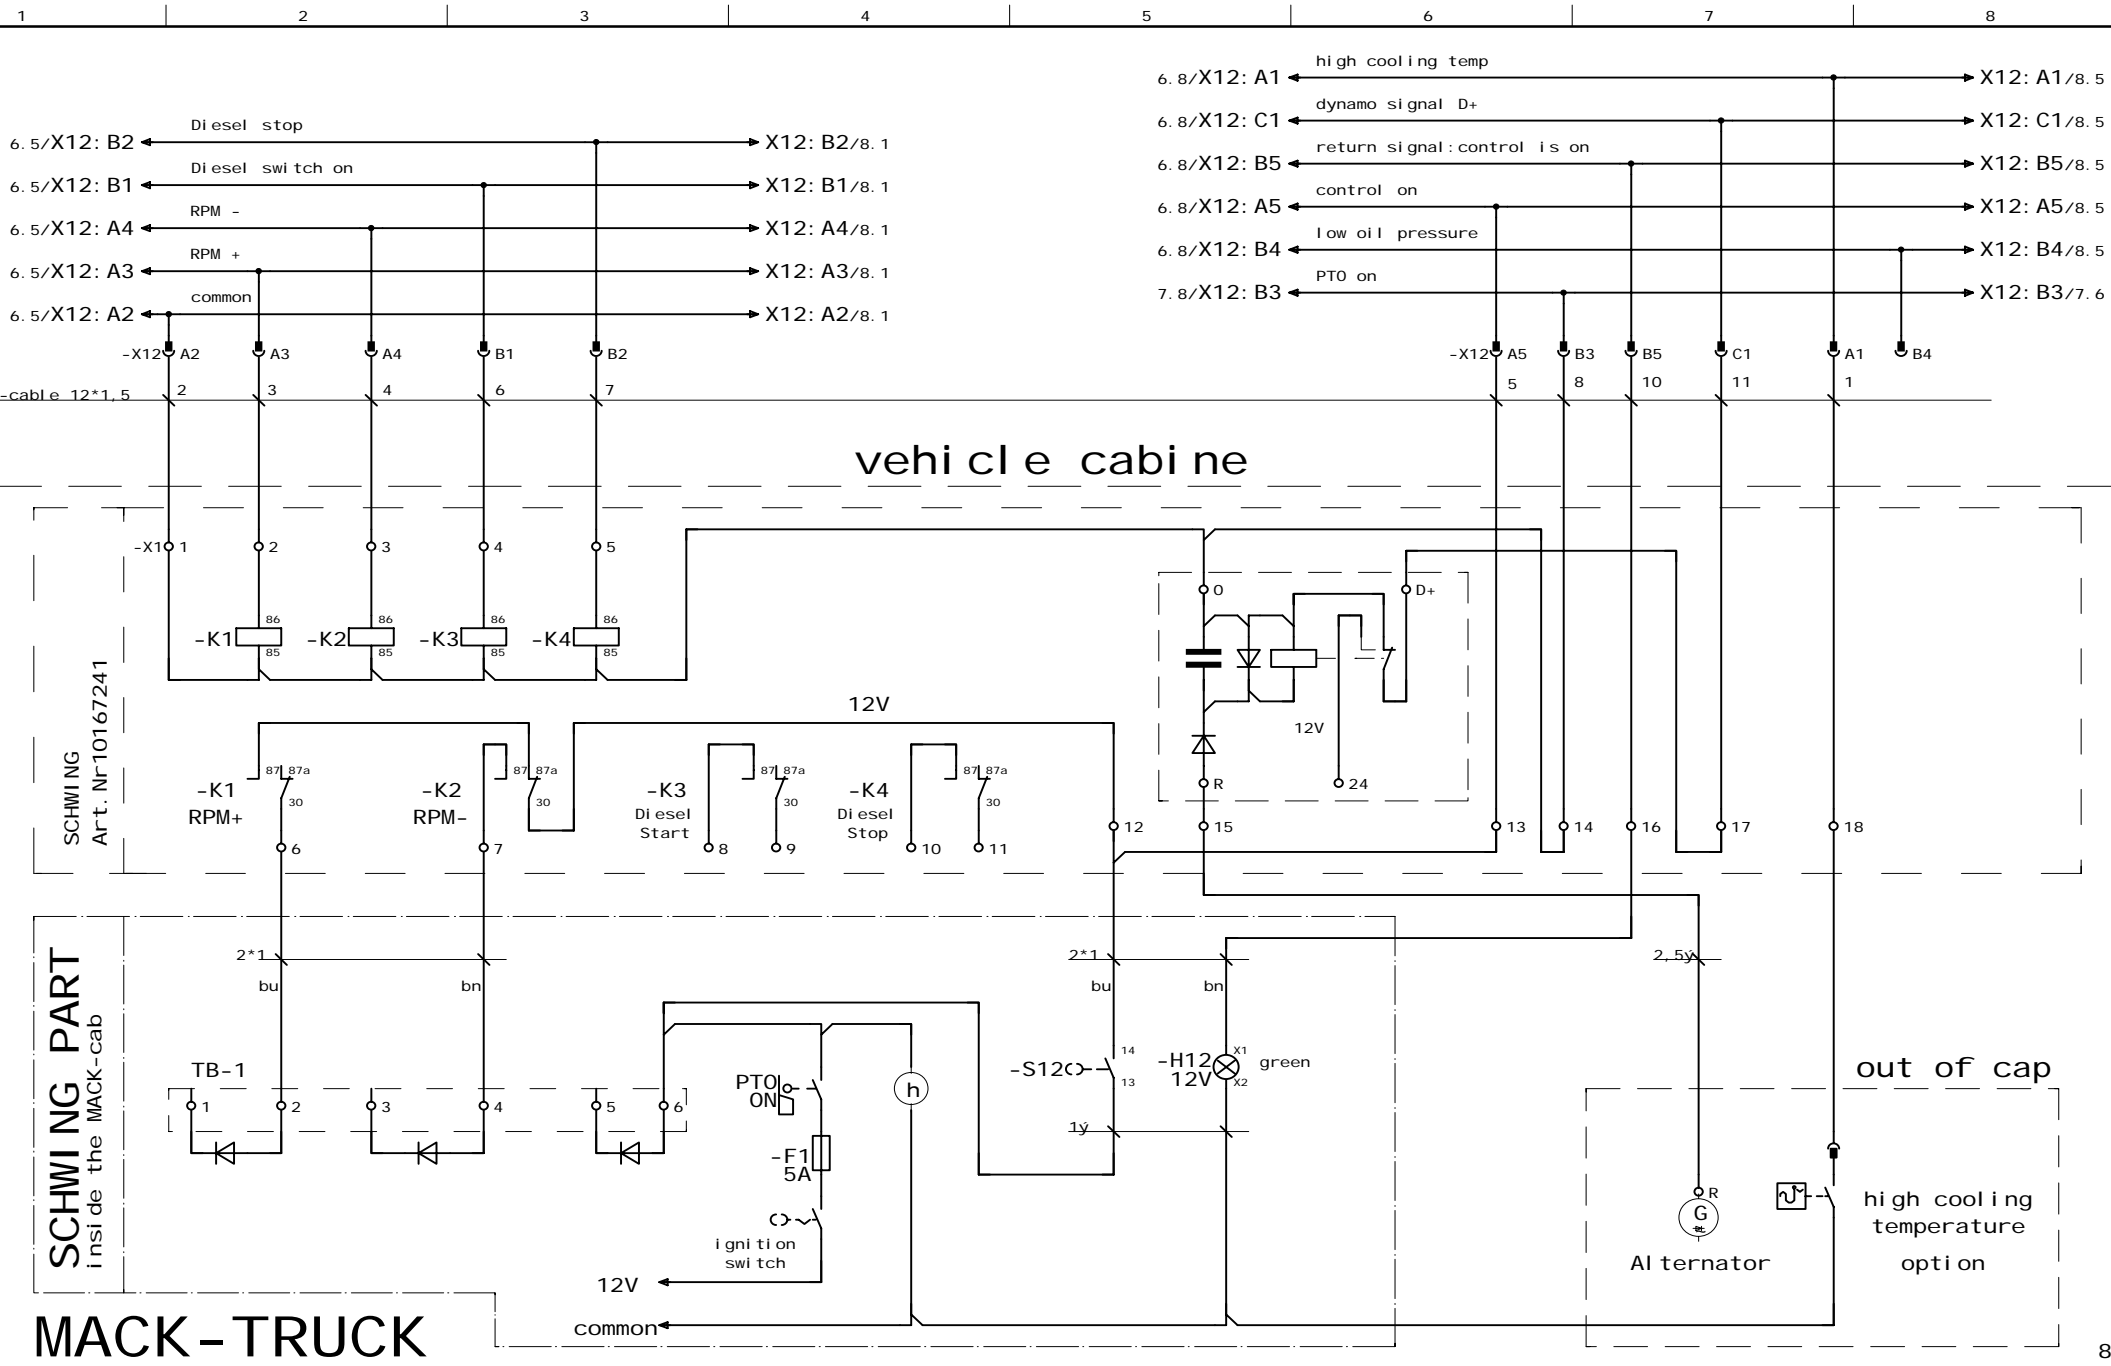 1 2 3 4 5 6 7 8
6.5/X12:B2 Diesel stop X12:B2/8.1
6.5/X12:B1 Diesel switch on X12:B1/8.1
6.5/X12:A4 RPM - X12:A4/8.1
6.5/X12:A3 RPM + X12:A3/8.1
6.5/X12:A2 common X12:A2/8.1
6.8/X12:A1 high cooling temp X12:A1/8.5
6.8/X12:C1 dynamo signal D+ X12:C1/8.5
6.8/X12:B5 return signal:control is on X12:B5/8.5
6.8/X12:A5 control on X12:A5/8.5
6.8/X12:B4 low oil pressure X12:B4/8.5
7.8/X12:B3 PTO on X12:B3/7.6
-X12 A2 A3 A4 B1 B2
-X12 A5 B3 B5 C1 A1 B4
-cable 12*1,5 2 3 4 6 7
5 8 10 11 1
vehicle cabine
SCHWING
Art.Nr10167241
-X1 1 2 3 4 5
O D+
86 86 86 86
-K1 -K2 -K3 -K4
85 85 85 85
12V
12V
R 24
87 87a 87 87a 87 87a 87 87a
30 30 30 30
-K1
RPM+
-K2
RPM-
-K3
Diesel
Start
-K4
Diesel
Stop
6 7 8 9 10 11
12 15 13 14 16 17 18
SCHWING PART
inside the MACK-cab
2*1 2*1 2,5ý
bu bn bu bn
TB-1
1 2 3 4 5 6
PTO
ON
h
-S12
14
13
-H12
12V
X1
X2
green
1ý
-F1
5A
ignition
switch
12V
common
out of cap
R
G
Alternator
high cooling
temperature
option
MACK-TRUCK
8